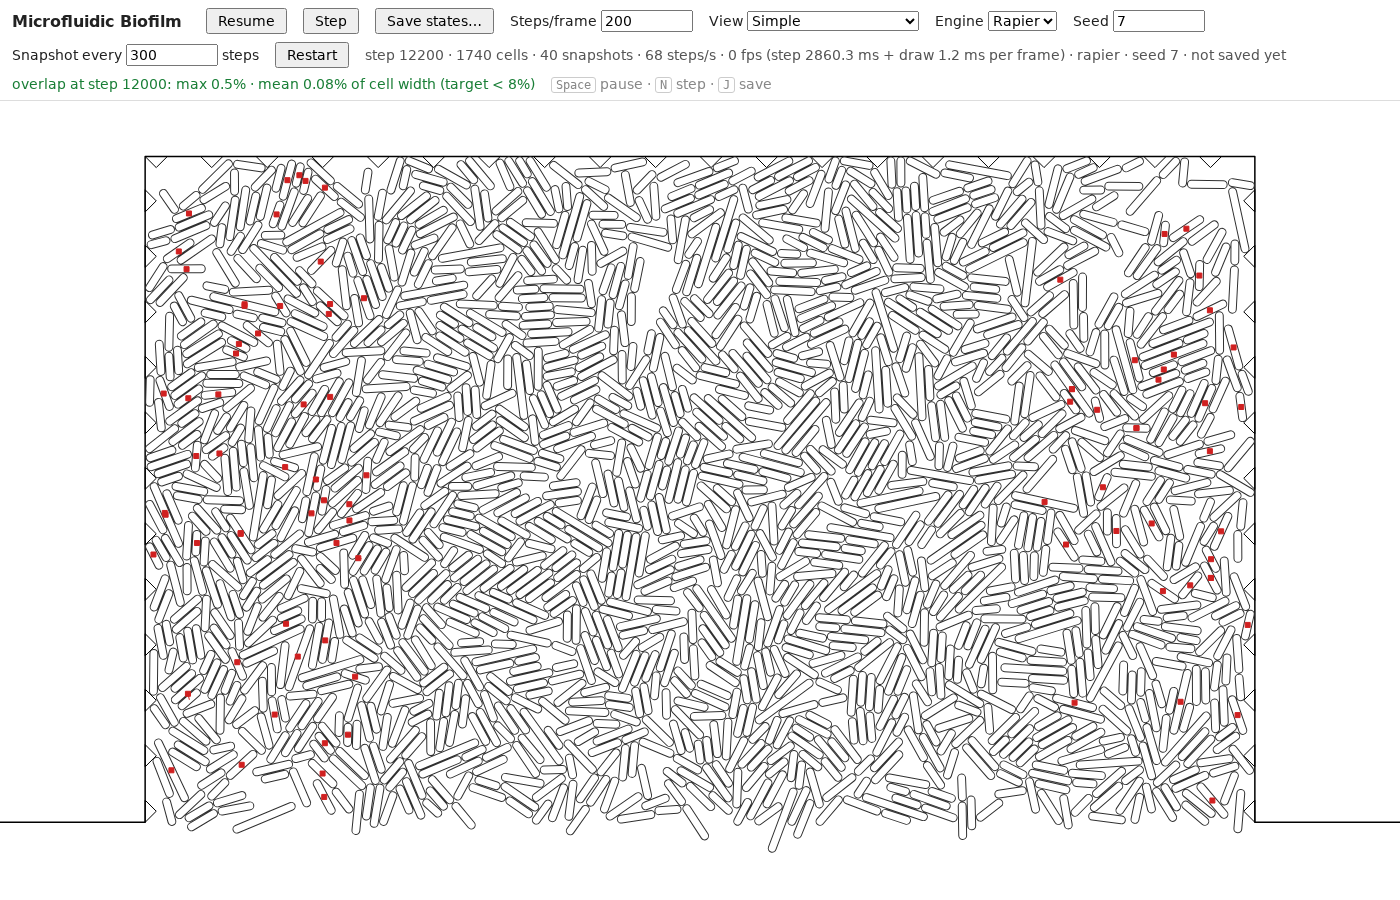 Microfluidic Biofilm Resume Step Save states... Steps/frame 200 View Simple Engine Rapier Seed 7
Snapshot every 300 steps Restart step 12200 · 1740 cells · 40 snapshots · 68 steps/s · 0 fps (step 2860.3 ms + draw 1.2 ms per frame) · rapier · seed 7 · not saved yet
overlap at step 12000: max 0.5% · mean 0.08% of cell width (target < 8%) Space pause · N step · J save